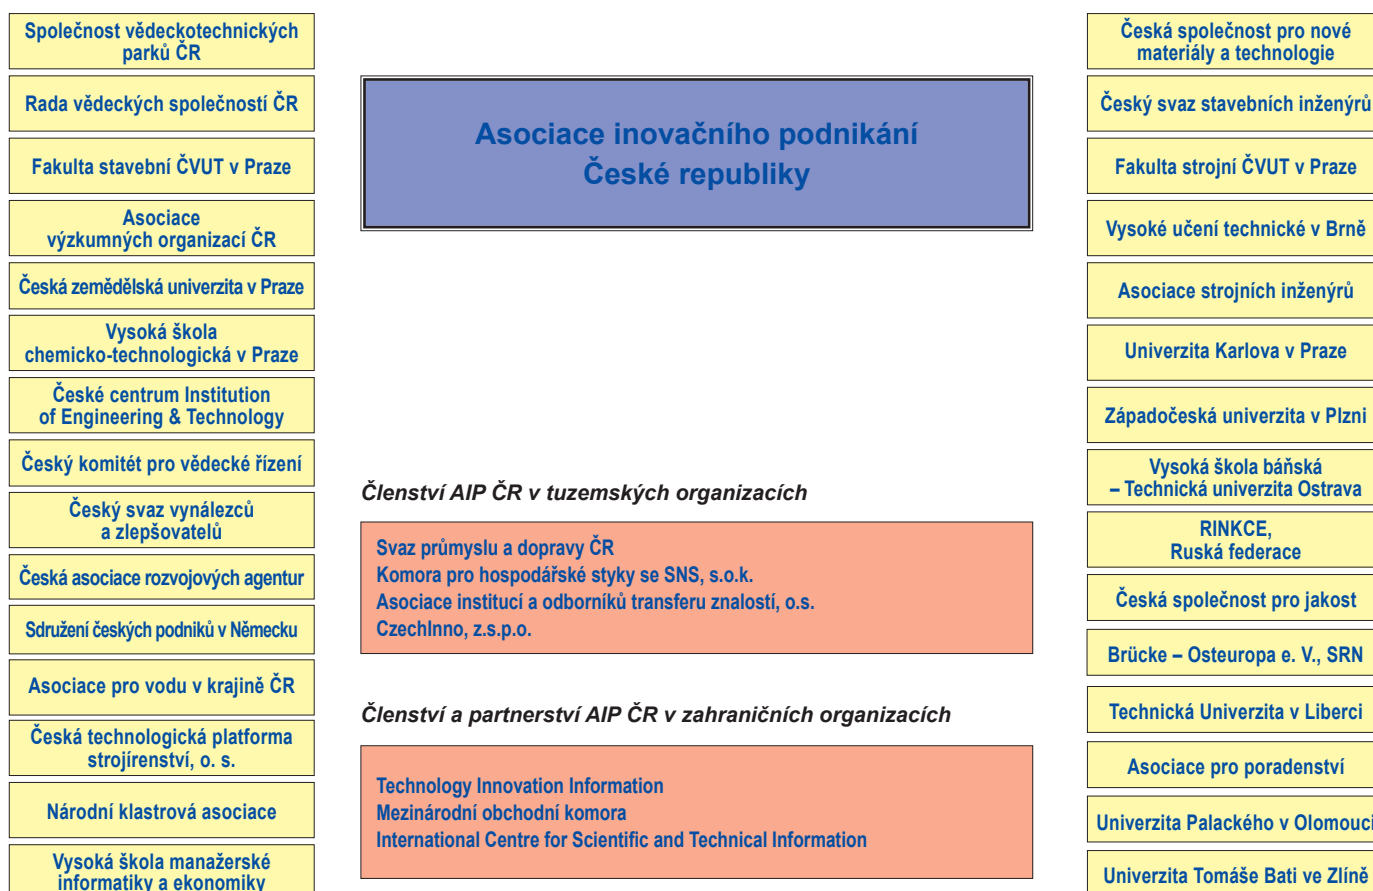 Společnost vědeckotechnických
parků ČR
Rada vědeckých společností ČR
Fakulta stavební ČVUT v Praze
Asociace
výzkumných organizací ČR
Česká zemědělská univerzita v Praze
Vysoká škola
chemicko-technologická v Praze
České centrum Institution
of Engineering & Technology
Český komitét pro vědecké řízení
Český svaz vynálezců
a zlepšovatelů
Česká asociace rozvojových agentur
Sdružení českých podniků v Německu
Asociace pro vodu v krajině ČR
Česká technologická platforma
strojírenství, o. s.
Národní klastrová asociace
Vysoká škola manažerské
informatiky a ekonomiky
Asociace inovačního podnikání
České republiky
Členství AIP ČR v tuzemských organizacích
Svaz průmyslu a dopravy ČR
Komora pro hospodářské styky se SNS, s.o.k.
Asociace institucí a odborníků transferu znalostí, o.s.
CzechInno, z.s.p.o.
Členství a partnerství AIP ČR v zahraničních organizacích
Technology Innovation Information
Mezinárodní obchodní komora
International Centre for Scientific and Technical Information
Česká společnost pro nové
materiály a technologie
Český svaz stavebních inženýrů
Fakulta strojní ČVUT v Praze
Vysoké učení technické v Brně
Asociace strojních inženýrů
Univerzita Karlova v Praze
Západočeská univerzita v Plzni
Vysoká škola báňská
– Technická univerzita Ostrava
RINKCE,
Ruská federace
Česká společnost pro jakost
Brücke – Osteuropa e. V., SRN
Technická Univerzita v Liberci
Asociace pro poradenství
Univerzita Palackého v Olomouci
Univerzita Tomáše Bati ve Zlíně